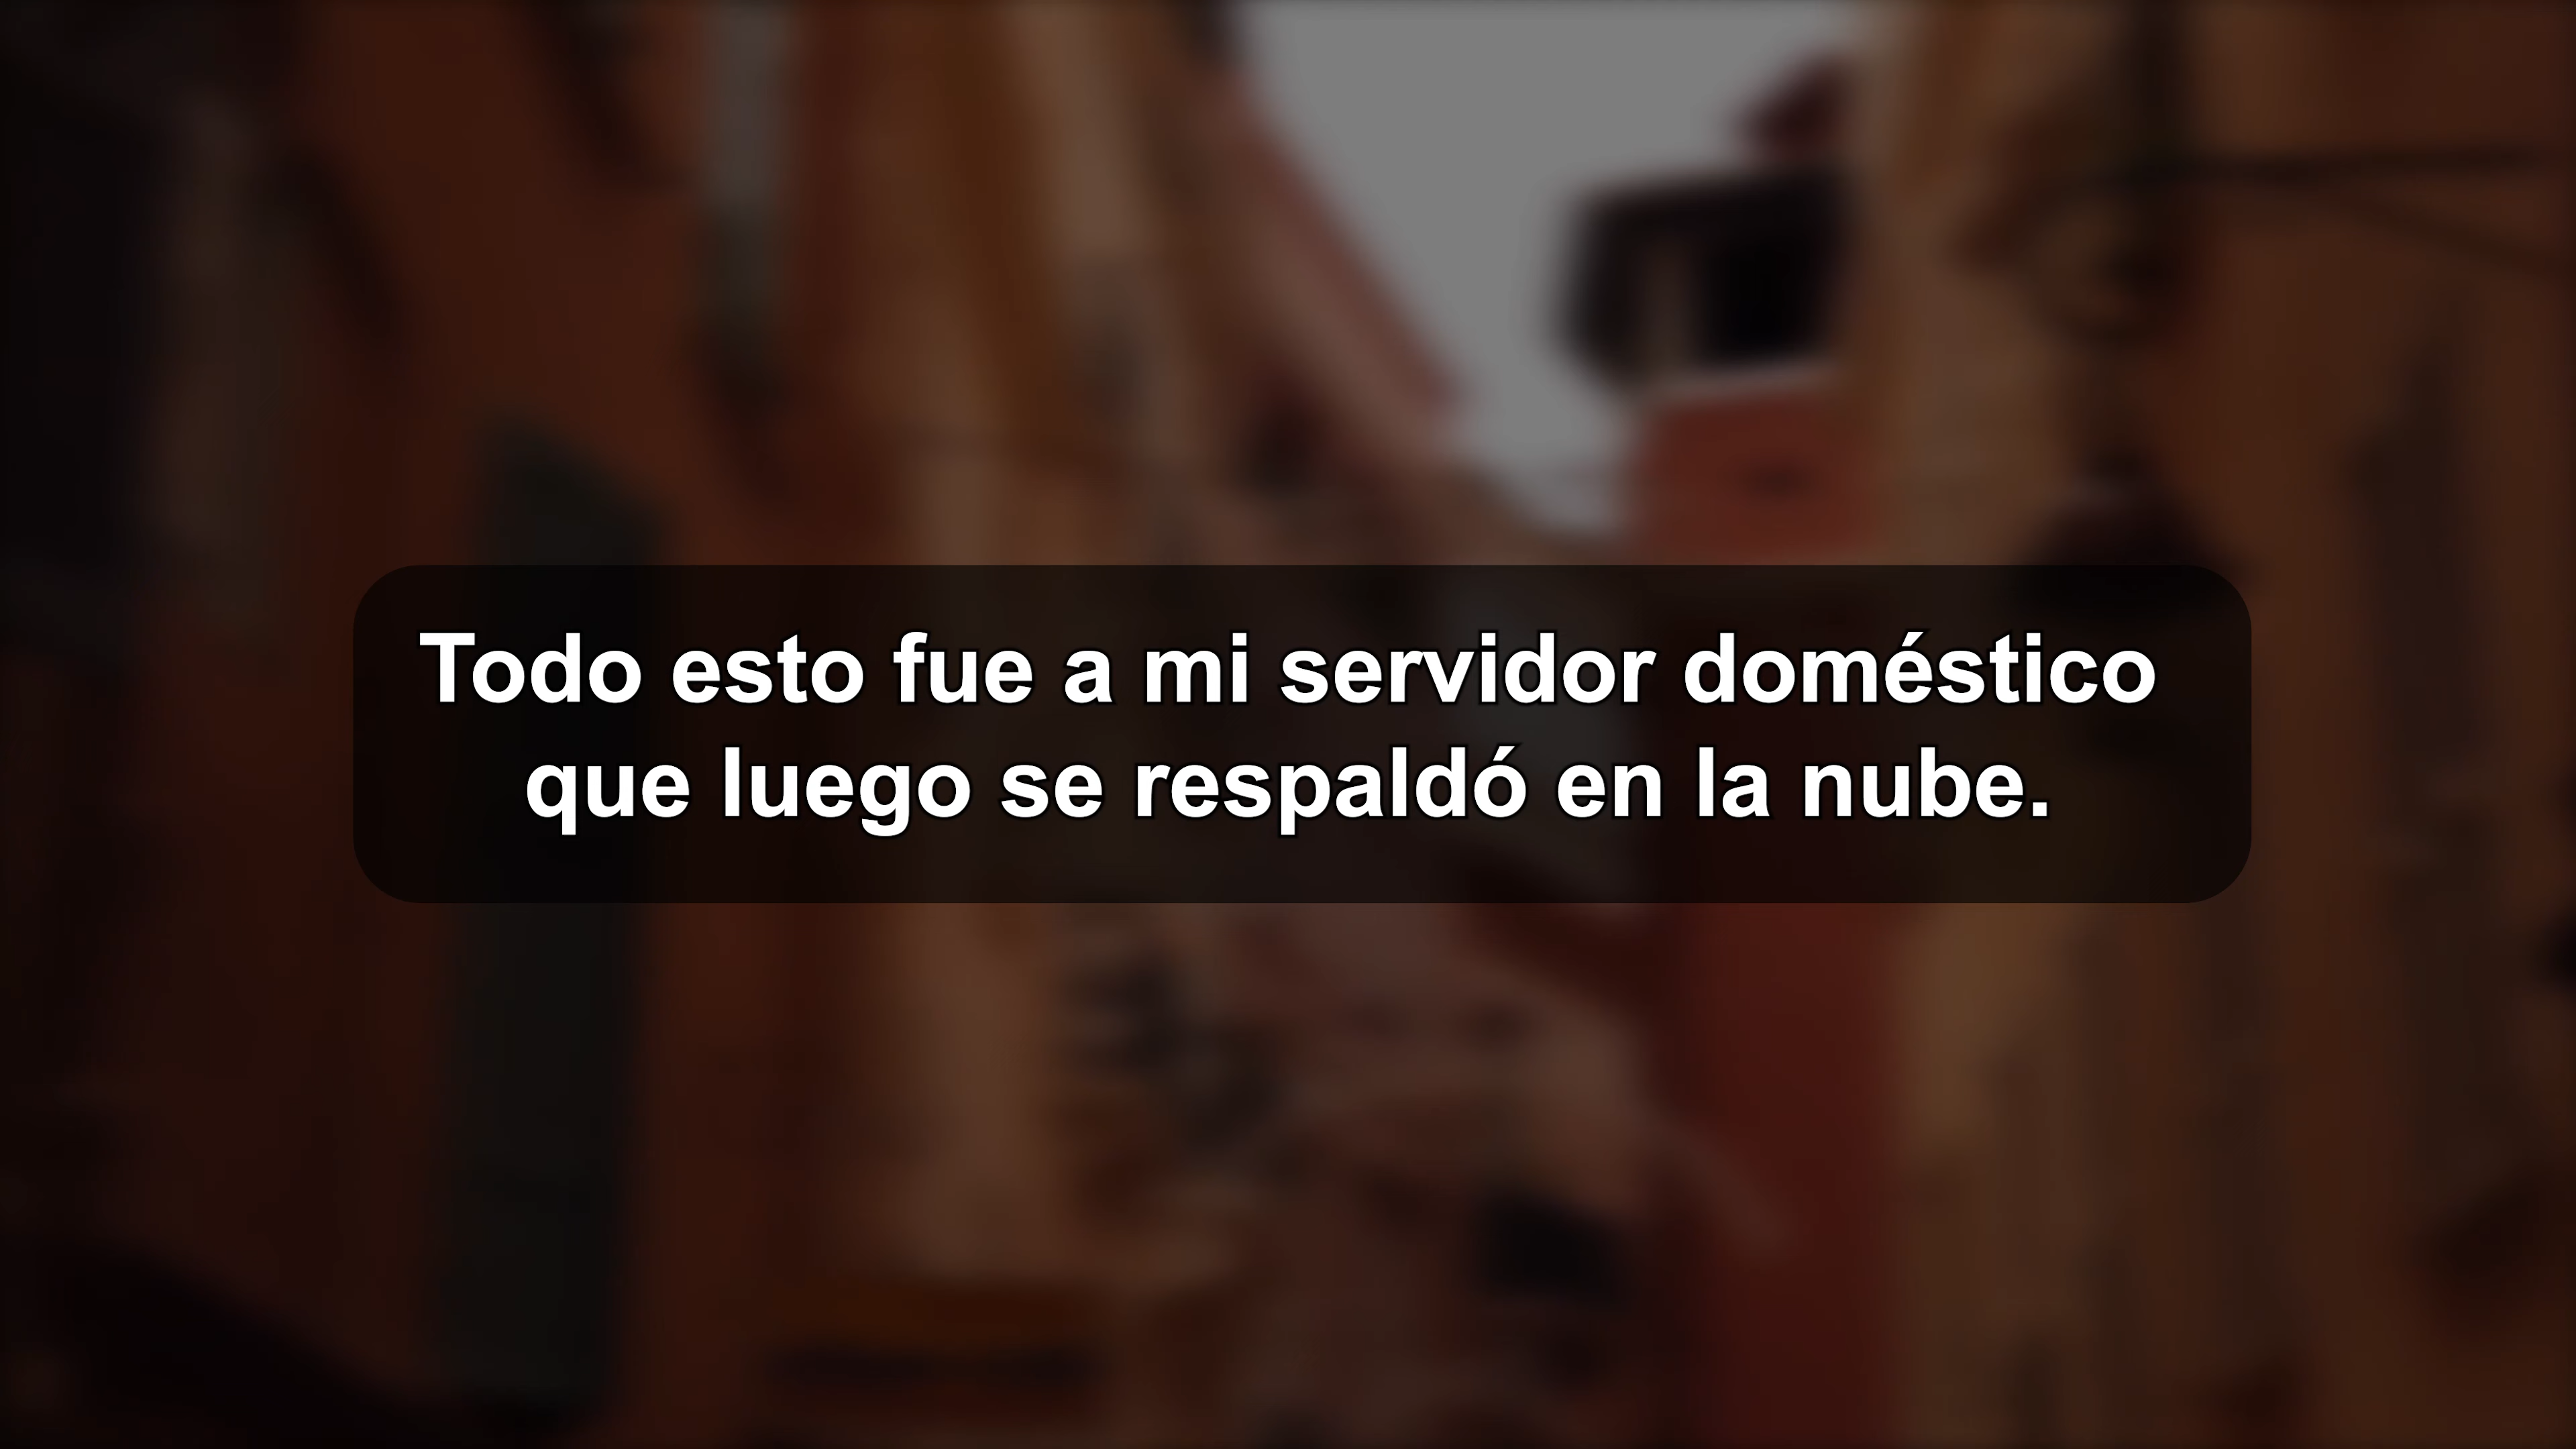 Todo esto fue a mi servidor doméstico
que luego se respaldó en la nube.